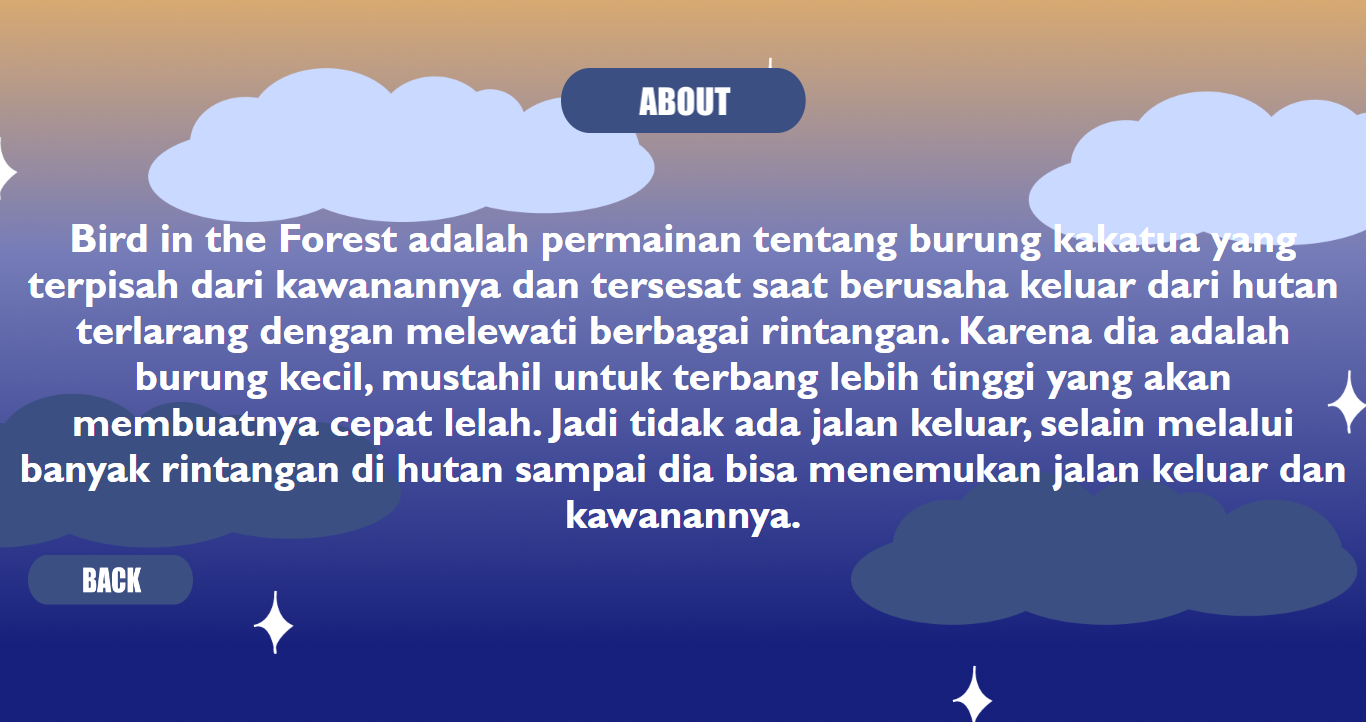 ABOUT
Bird in the Forest adalah permainan tentang burung kakatua yang
terpisah dari kawanannya dan tersesat saat berusaha keluar dari hutan
terlarang dengan melewati berbagai rintangan. Karena dia adalah
burung kecil, mustahil untuk terbang lebih tinggi yang akan
membuatnya cepat lelah. Jadi tidak ada jalan keluar, selain melalui
banyak rintangan di hutan sampai dia bisa menemukan jalan keluar dan
kawanannya.
BACK